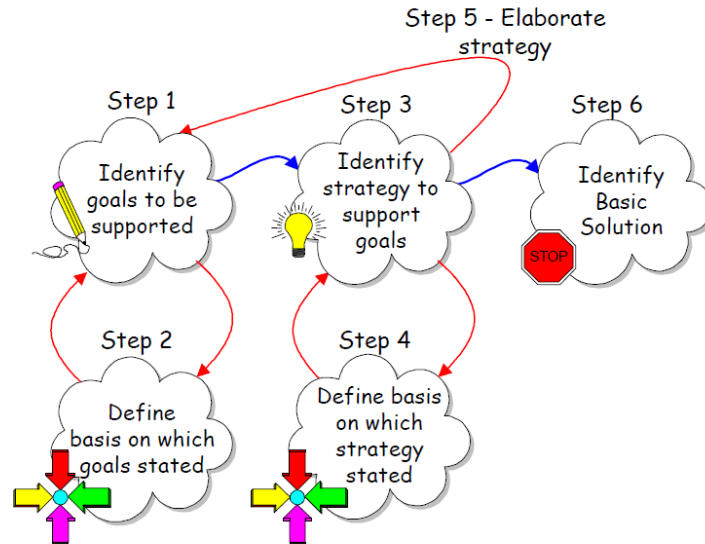 Step 5 - Elaborate
strategy
Step 1
Step 3
Step 6
Identify
goals to be
supported
Identify
strategy to
support
goals
Identify
Basic
Solution
STOP
Step 2
Step 4
Define
basis on which
goals stated
Define basis
on which
strategy
stated